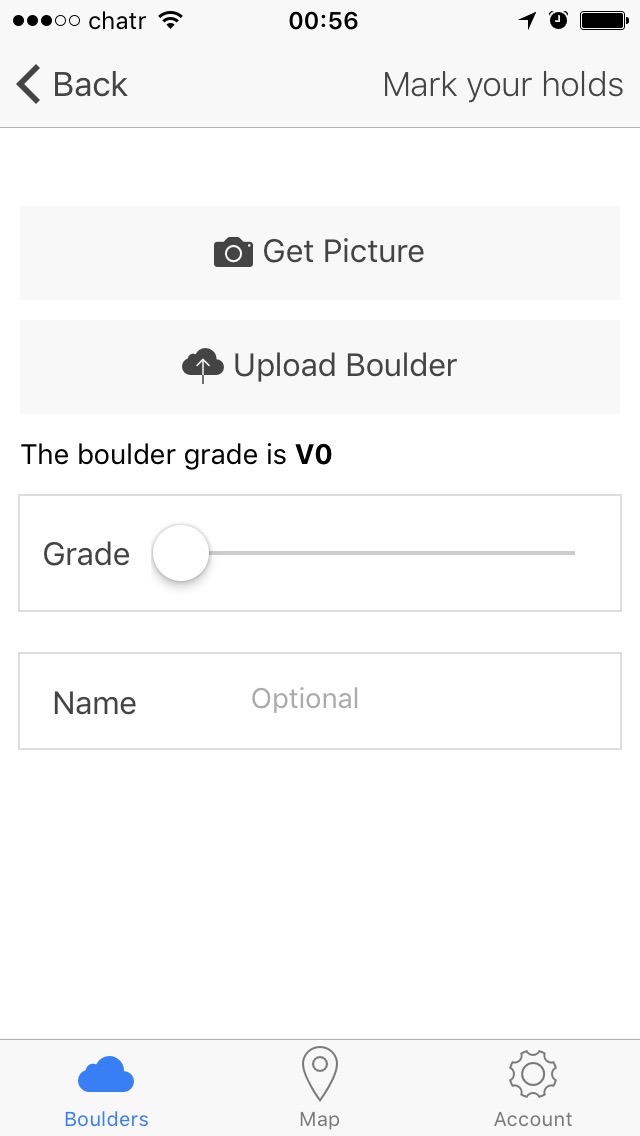 chatr 00:56
Back Mark your holds
Get Picture
Upload Boulder
The boulder grade is V0
Grade
Name Optional
Boulders Map Account